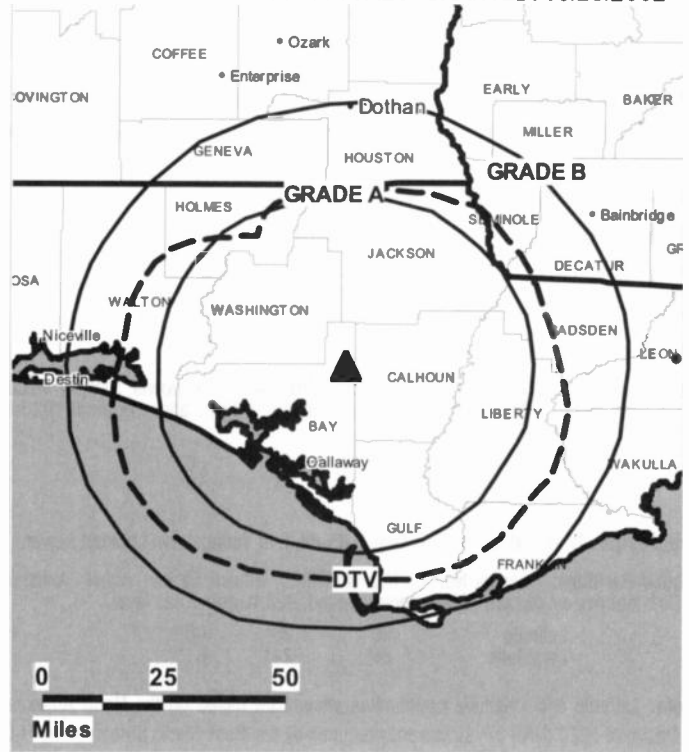 Ozark
COFFEE
Enterprise
EARLY
BAKER
OVINGTON
Dothan
MILLER
GENEVA
HOUSTON
GRADE B
GRADE A
HOLMES
SEMINOLE
Bainbridge
JACKSON
GR
DECATUR
OSA
WALTON
WASHINGTON
GADSDEN
Niceville
LEON
Destin
CALHOUN
LIBERTY
BAY
Callaway
WAKULLA
GULF
FRANKLIN
DTV
0 25 50
Miles